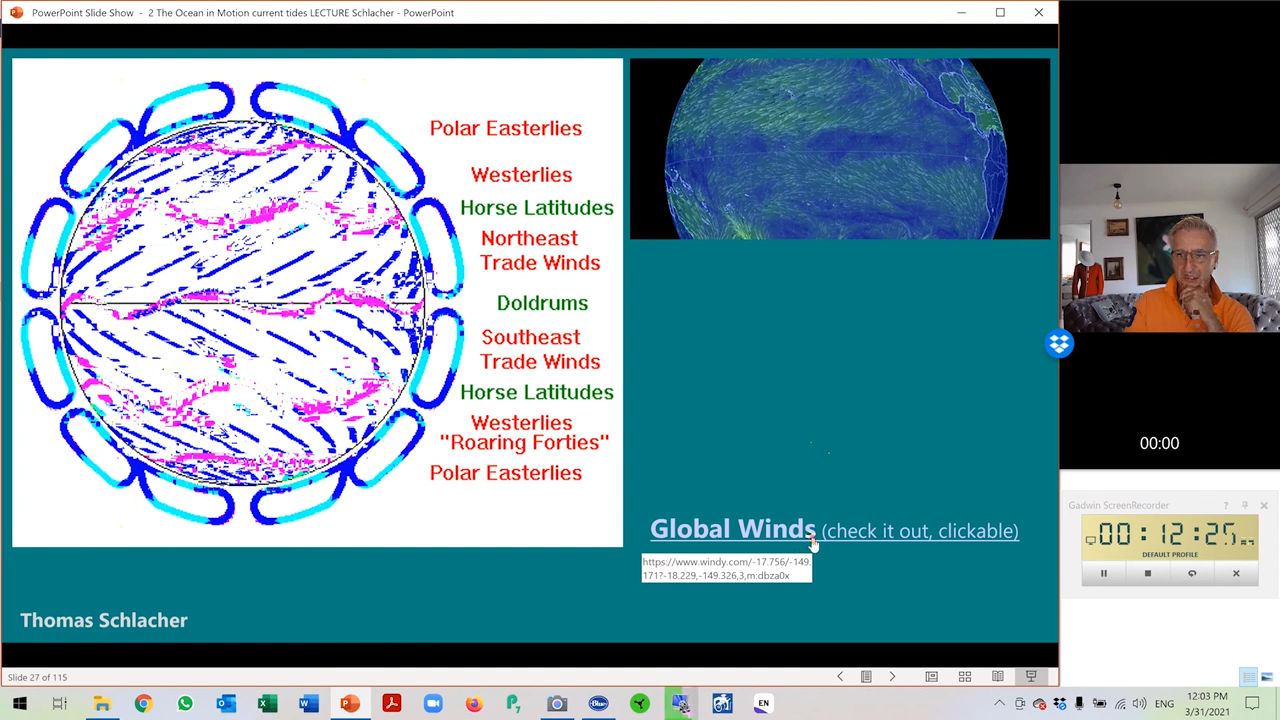 PowerPoint Slide Show - 2 The Ocean in Motion current tides LECTURE Schlacher - PowerPoint
Polar Easterlies
Westerlies
Horse Latitudes
Northeast
Trade Winds
Doldrums
Southeast
Trade Winds
Horse Latitudes
Westerlies
"Roaring Forties"
Polar Easterlies
Global Winds (check it out, clickable)
https://www.windy.com/-17.756/-149.
171?-18.229,-149.326,3,m:dbza0x
Thomas Schlacher
00:00
Gadwin ScreenRecorder
00:12:25
DEFAULT PROFILE
Slide 27 of 115
EN
ENG
12:03 PM
3/31/2021